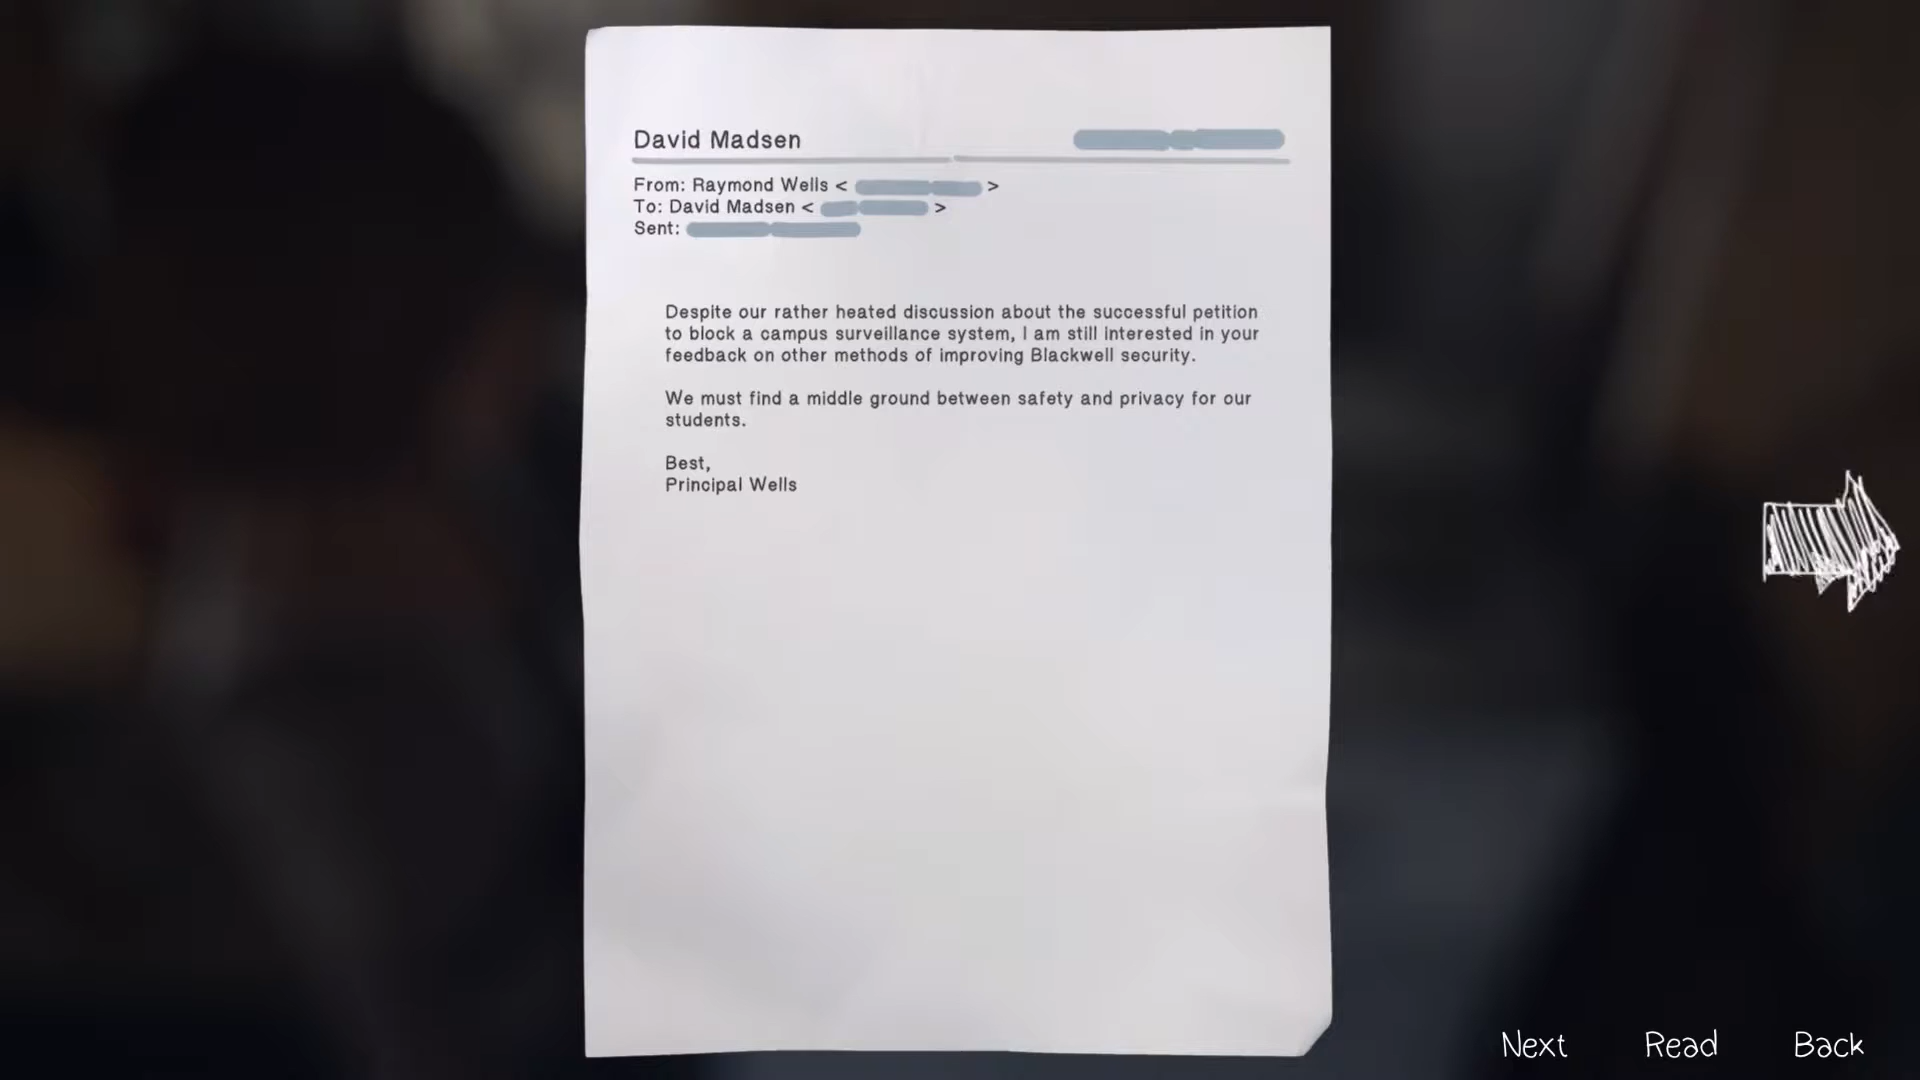 David Madsen
From: Raymond Wells < >
To: David Madsen < >
Sent:
Despite our rather heated discussion about the successful petition
to block a campus surveillance system, I am still interested in your
feedback on other methods of improving Blackwell security.
We must find a middle ground between safety and privacy for our
students.
Best,
Principal Wells
Next Read Back